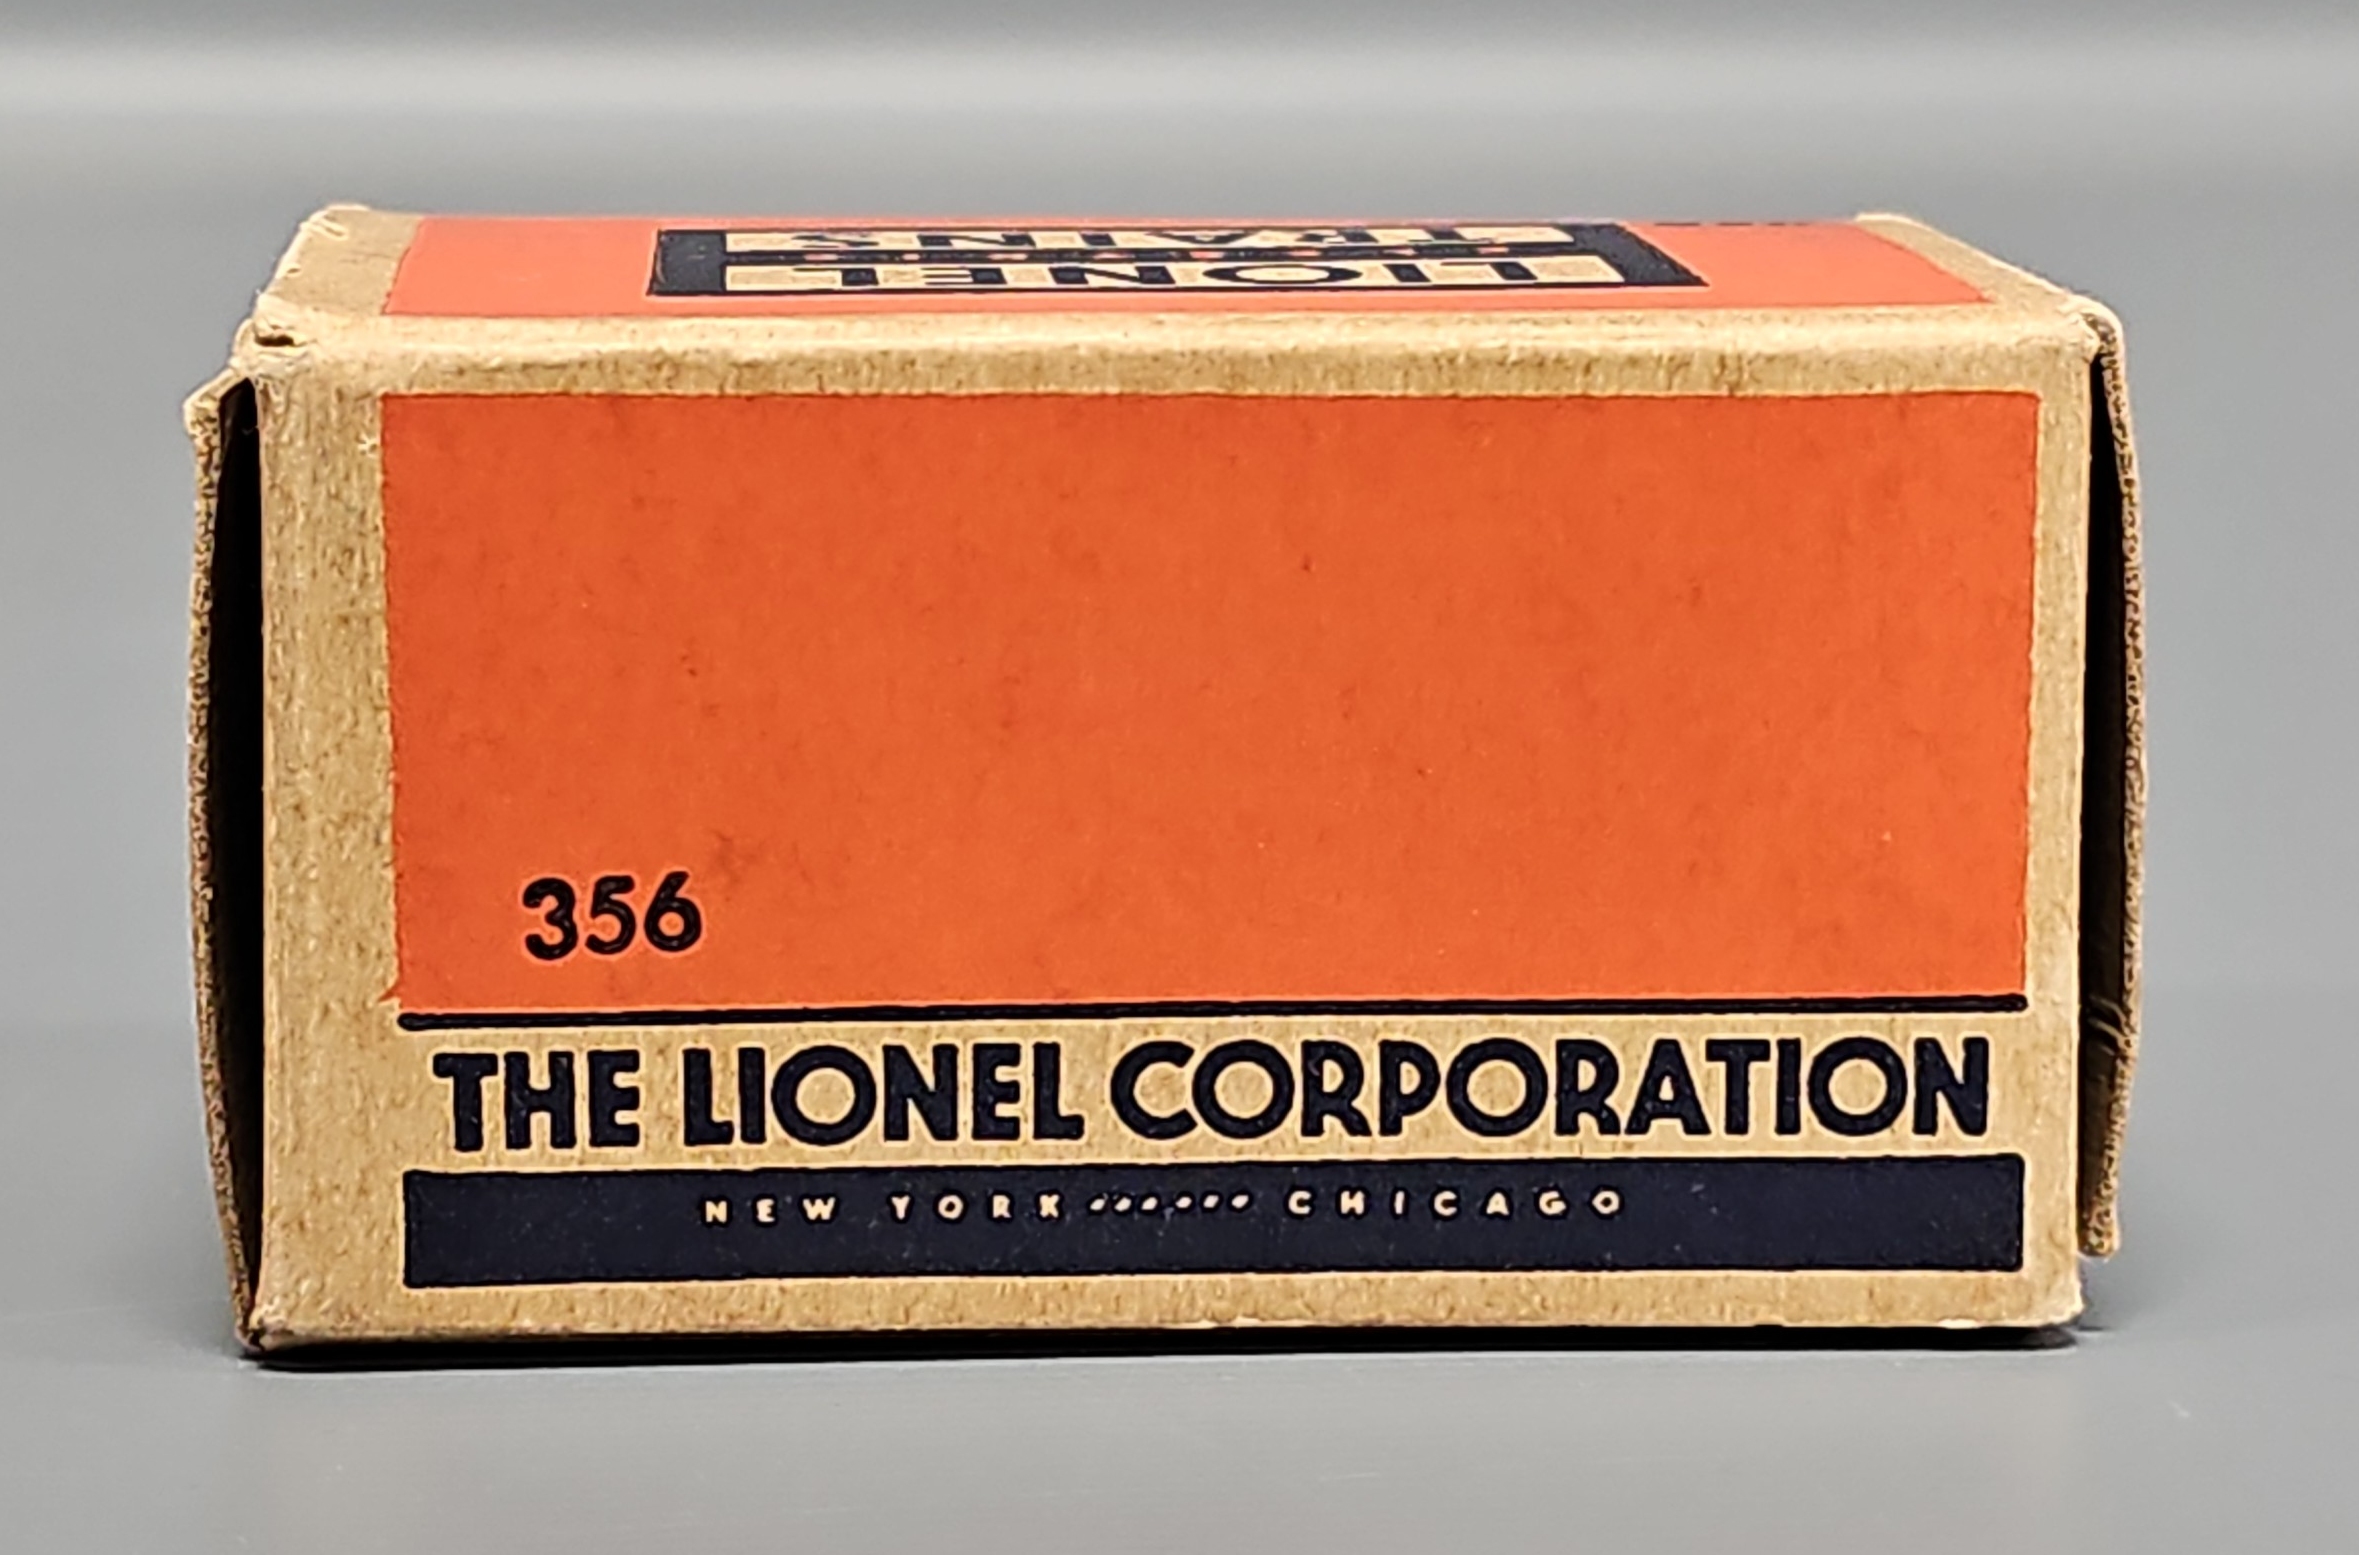 LIONEL
TRAINS
356
THE LIONEL CORPORATION
NEW YORK CHICAGO